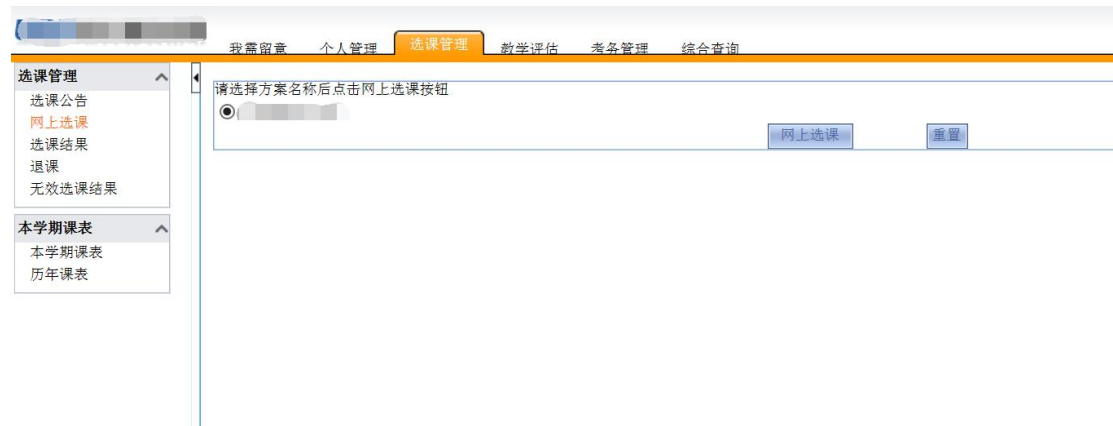 我需留意 个人管理 选课管理 教学评估 考务管理 综合查询
选课管理
选课公告
网上选课
选课结果
退课
无效选课结果
本学期课表
本学期课表
历年课表
请选择方案名称后点击网上选课按钮
网上选课 重置